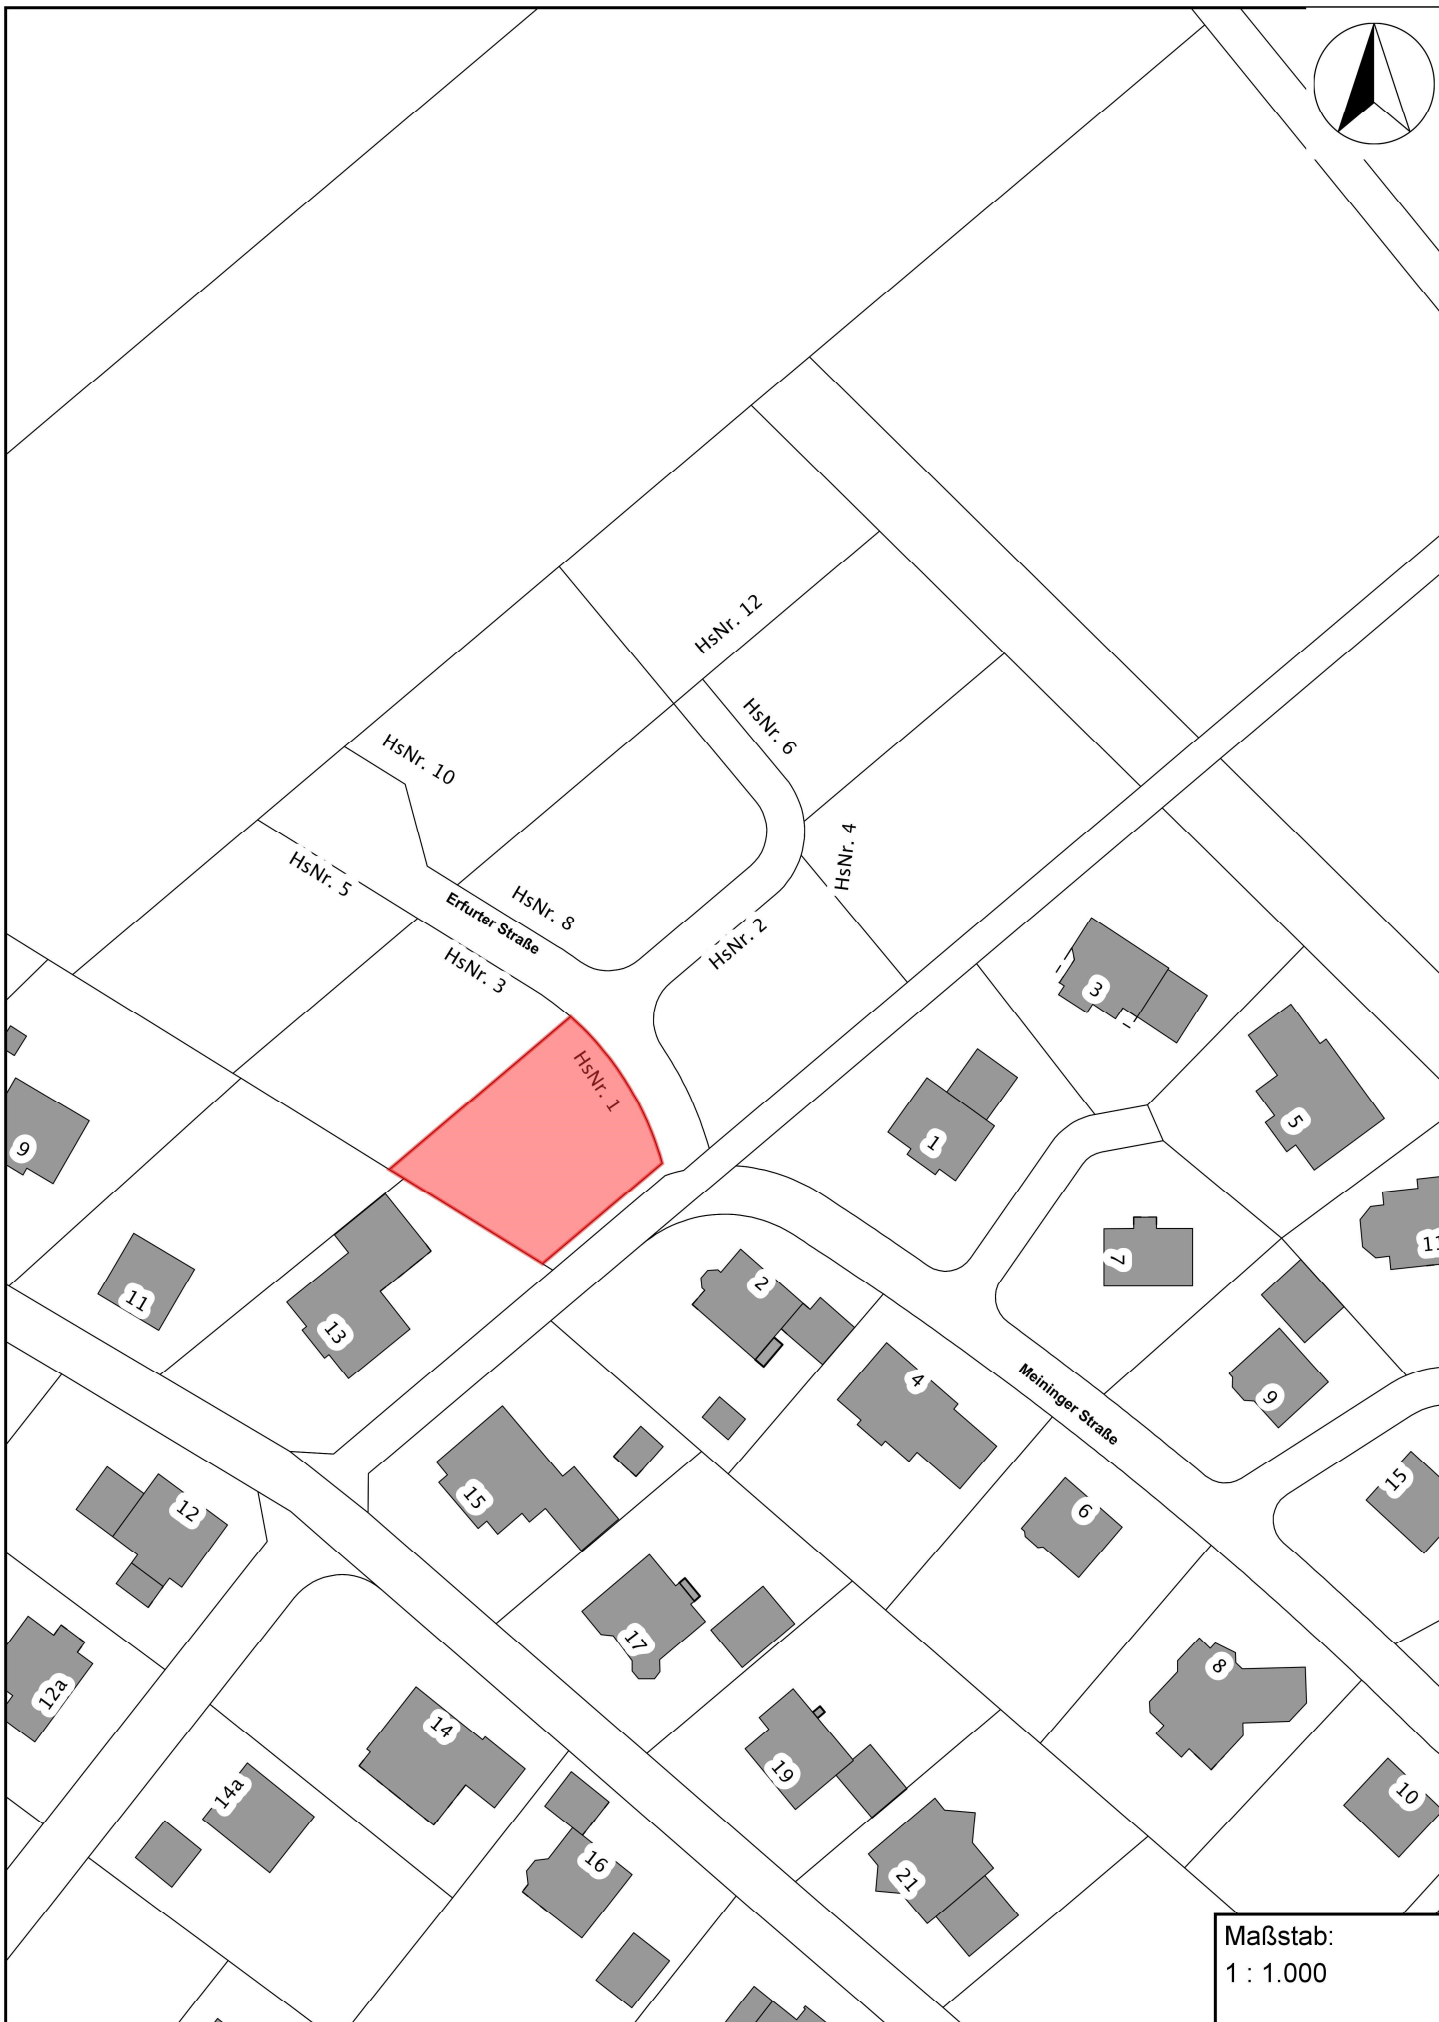 HsNr. 12
HsNr. 6
HsNr. 10
HsNr. 4
HsNr. 5
HsNr. 8
Erfurter Straße
HsNr. 2
HsNr. 3
3
HsNr. 1
5
1
9
11
7
2
11
13
4
Meininger Straße
9
15
15
12
6
17
8
12a
14
19
14a
10
16
21
Maßstab:
1 : 1.000